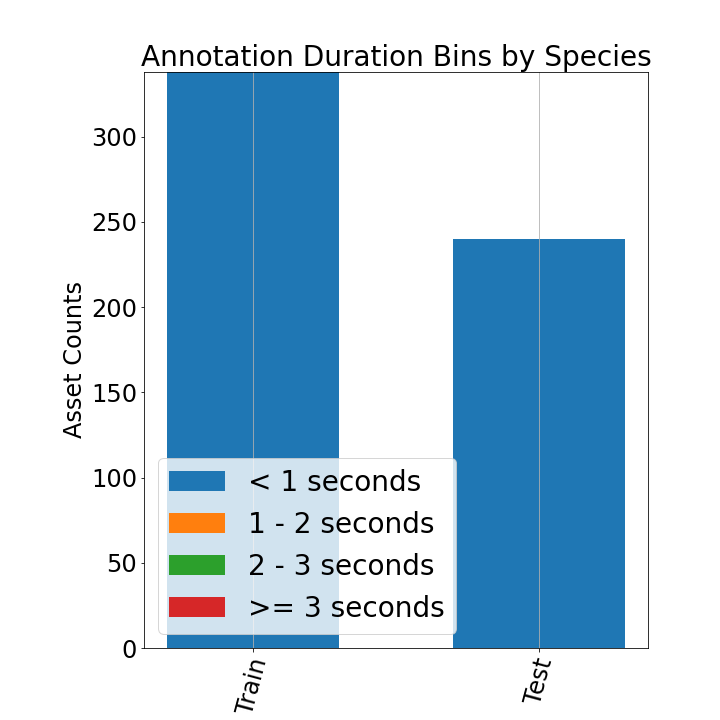 Annotation Duration Bins by Species
Asset Counts
300
250
200
150
100
50
0
< 1 seconds
1 - 2 seconds
2 - 3 seconds
>= 3 seconds
Train
Test